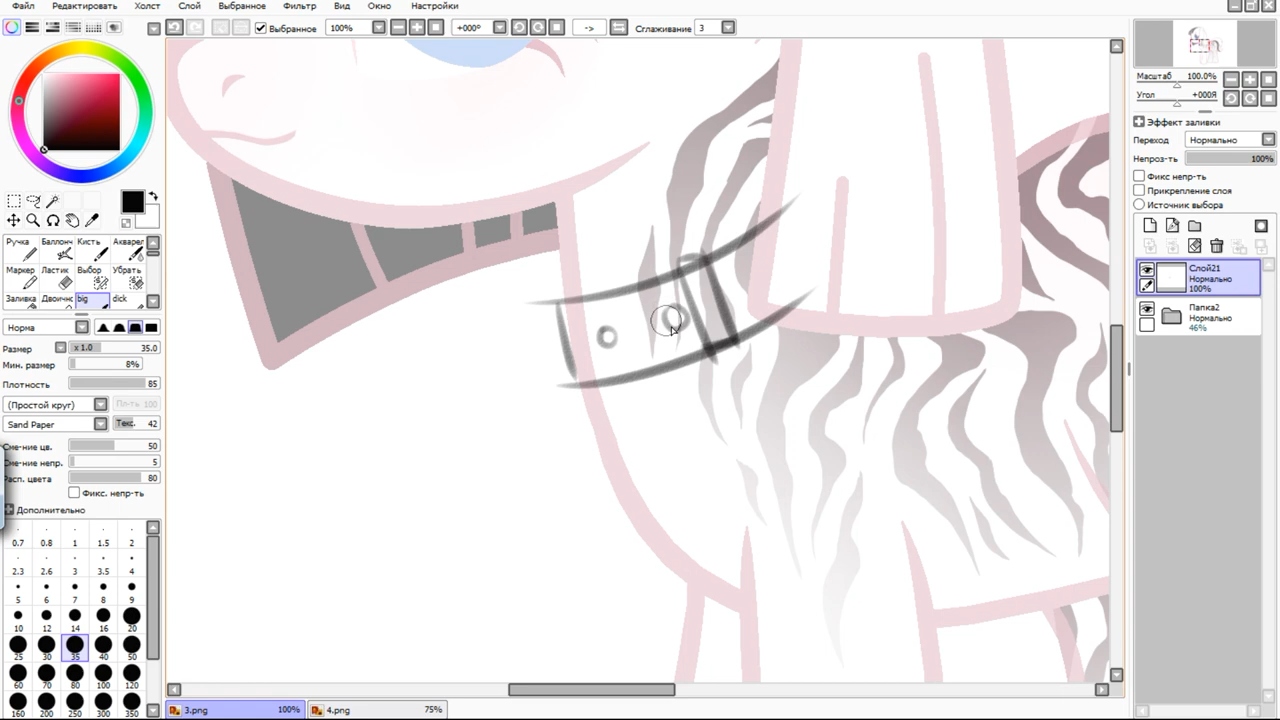 Файл Редактировать Холст Слой Выбранное Фильтр Вид Окно Настройки
Выбранное 100% +000º -> Сглаживание 3
Масштаб 100.0%
Угол +000Я
Эффект заливки
Переход Нормально
Непроз-ть 100%
Фикс непр-ть
Прикрепление слоя
Источник выбора
Слой21
Нормально
100%
Папка2
Нормально
46%
Ручка Баллонч Кисть Акварел
Маркер Ластик Выбор Убрать
Заливка Двоичн big dick
Норма
Размер x 1.0 35.0
Мин. размер 8%
Плотность 85
(Простой круг) Пл-ть 100
Sand Paper Текс. 42
Сме-ние цв. 50
Сме-ние непр. 5
Расп. цвета 80
Фикс. непр-ть
Дополнительно
0.7 0.8 1 1.5 2
2.3 2.6 3 3.5 4
5 6 7 8 9
10 12 14 16 20
25 30 35 40 50
60 70 80 100 120
160 200 250 300 350
3.png 100% 4.png 75%